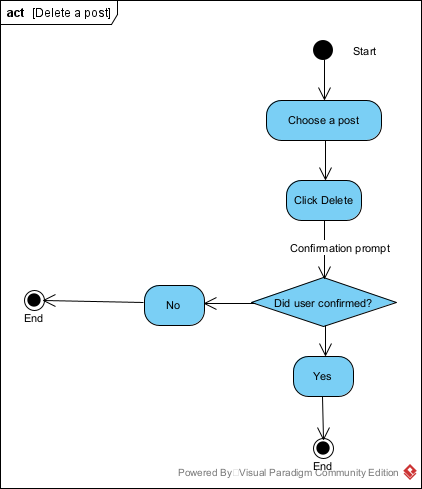 act [Delete a post]
Start
Choose a post
Click Delete
Confirmation prompt
Did user confirmed?
No
End
Yes
End
Powered By Visual Paradigm Community Edition